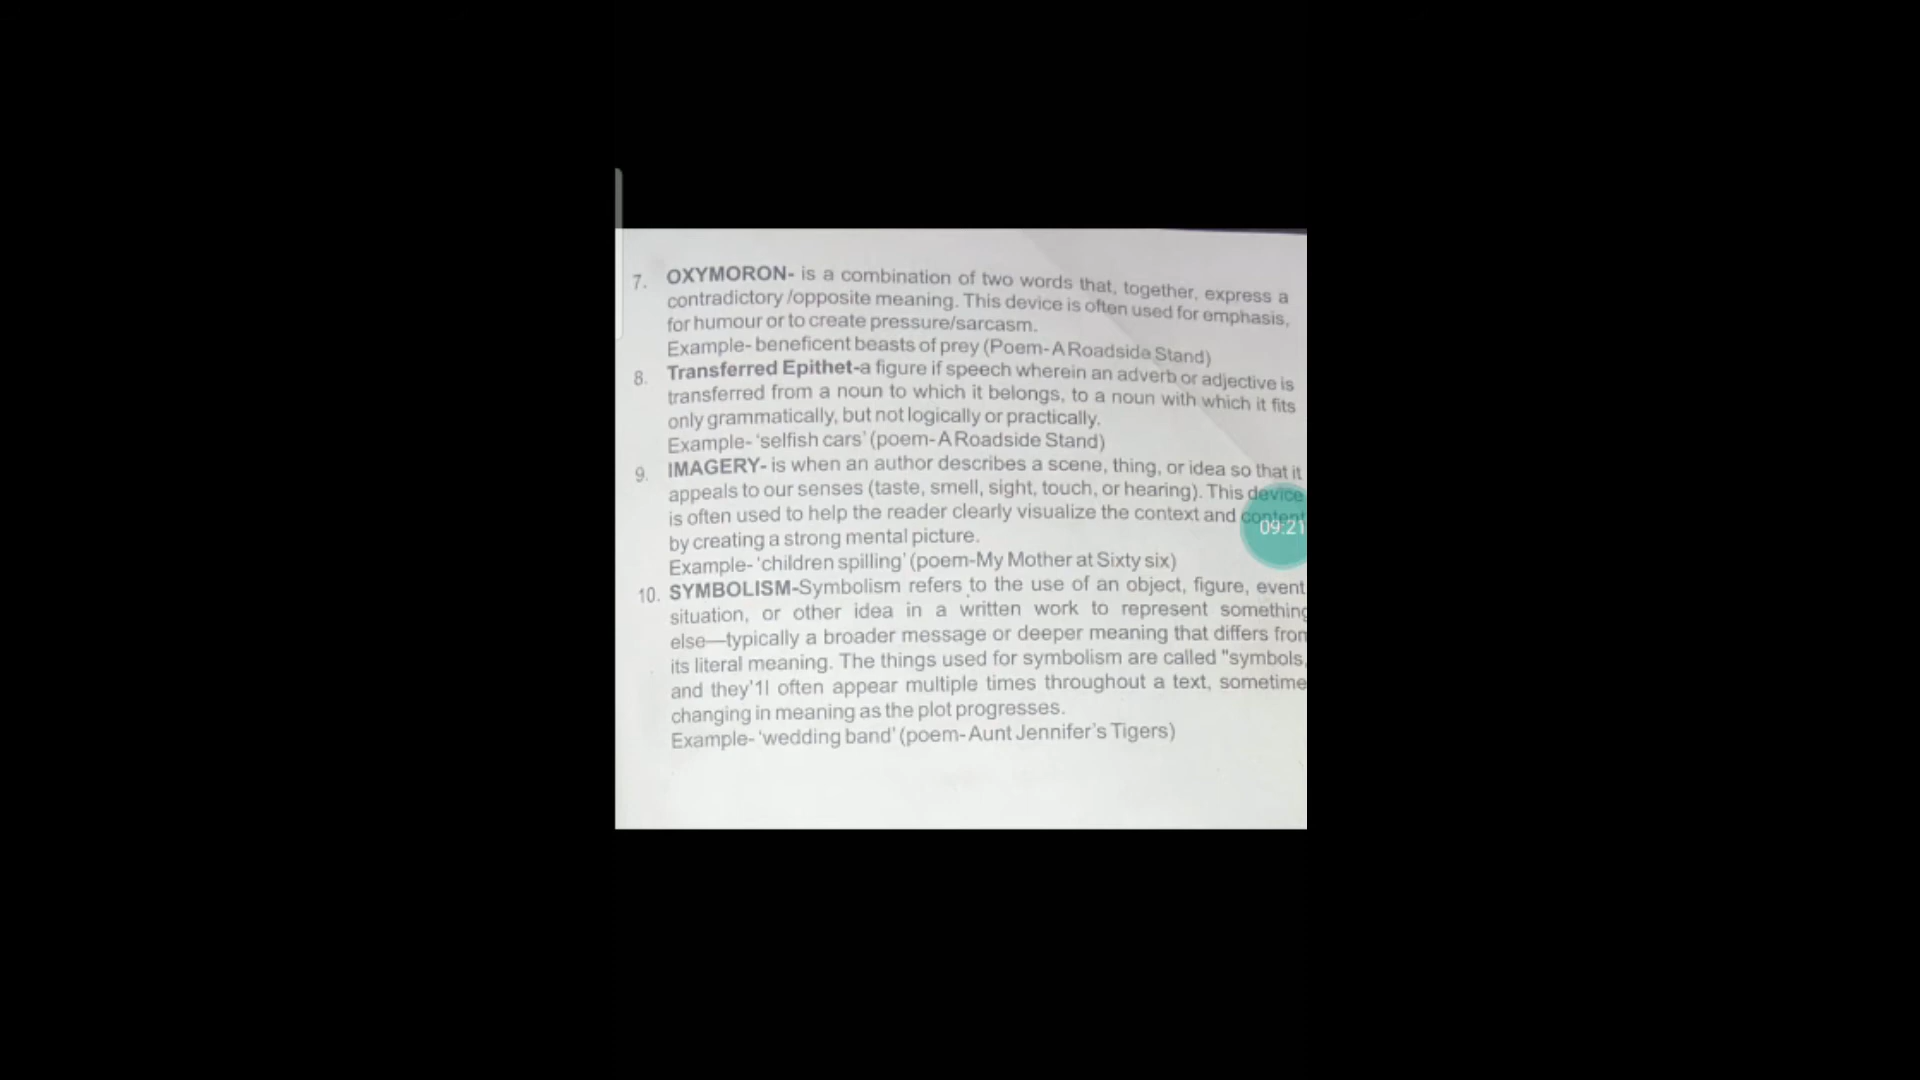 7. OXYMORON- is a combination of two words that, together, express a
contradictory /opposite meaning. This device is often used for emphasis,
for humour or to create pressure/sarcasm.
Example- beneficent beasts of prey (Poem- A Roadside Stand)
8. Transferred Epithet-a figure if speech wherein an adverb or adjective is
transferred from a noun to which it belongs, to a noun with which it fits
only grammatically, but not logically or practically.
Example- ‘selfish cars’ (poem- A Roadside Stand)
9. IMAGERY- is when an author describes a scene, thing, or idea so that it
appeals to our senses (taste, smell, sight, touch, or hearing). This device
is often used to help the reader clearly visualize the context and content
by creating a strong mental picture.
Example- ‘children spilling’ (poem-My Mother at Sixty six)
10. SYMBOLISM-Symbolism refers to the use of an object, figure, event
situation, or other idea in a written work to represent something
else—typically a broader message or deeper meaning that differs from
its literal meaning. The things used for symbolism are called "symbols,
and they'1l often appear multiple times throughout a text, sometime
changing in meaning as the plot progresses.
Example- ‘wedding band’ (poem- Aunt Jennifer’s Tigers)
09:21